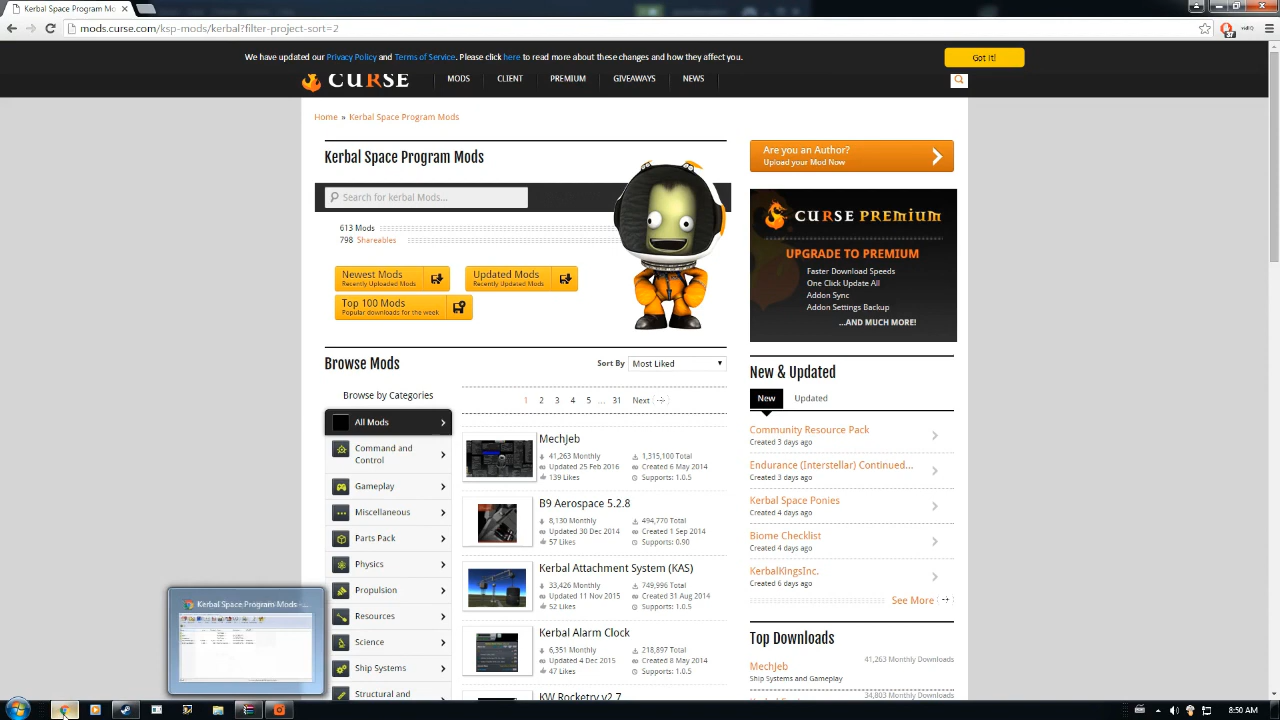 Kerbal Space Program Mo
mods.curse.com/ksp-mods/kerbal?filter-project-sort=2
We have updated our Privacy Policy and Terms of Service. Please click here to read more about these changes and how they affect you.
Got It!
CURSE
MODS
CLIENT
PREMIUM
GIVEAWAYS
NEWS
Home » Kerbal Space Program Mods
Kerbal Space Program Mods
Search for kerbal Mods...
613 Mods
798 Shareables
Newest Mods
Recently Uploaded Mods
Updated Mods
Recently Updated Mods
Top 100 Mods
Popular downloads for the week
Are you an Author?
Upload your Mod Now
CURSE PREMIUM
UPGRADE TO PREMIUM
Faster Download Speeds
One Click Update All
Addon Sync
Addon Settings Backup
...AND MUCH MORE!
Browse Mods
Sort By Most Liked
Browse by Categories
All Mods
Command and
Control
Gameplay
Miscellaneous
Parts Pack
Physics
Propulsion
Resources
Science
Ship Systems
Structural and
1 2 3 4 5 ... 31 Next
MechJeb
41,263 Monthly 1,315,100 Total
Updated 25 Feb 2016 Created 6 May 2014
139 Likes Supports: 1.0.5
B9 Aerospace 5.2.8
8,130 Monthly 494,770 Total
Updated 30 Dec 2014 Created 1 Sep 2014
57 Likes Supports: 0.90
Kerbal Attachment System (KAS)
33,426 Monthly 749,996 Total
Updated 11 Nov 2015 Created 31 Aug 2014
52 Likes Supports: 1.0.5
Kerbal Alarm Clock
6,351 Monthly 218,897 Total
Updated 4 Dec 2015 Created 8 May 2014
47 Likes Supports: 1.0.5
KW Rocketry v2.7
New & Updated
New Updated
Community Resource Pack
Created 3 days ago
Endurance (Interstellar) Continued...
Created 3 days ago
Kerbal Space Ponies
Created 4 days ago
Biome Checklist
Created 4 days ago
KerbalKingsInc.
Created 6 days ago
See More
Top Downloads
MechJeb
41,263 Monthly Downloads
Ship Systems and Gameplay
34,803 Monthly Downloads
Kerbal Space Program Mods - ...
8:50 AM